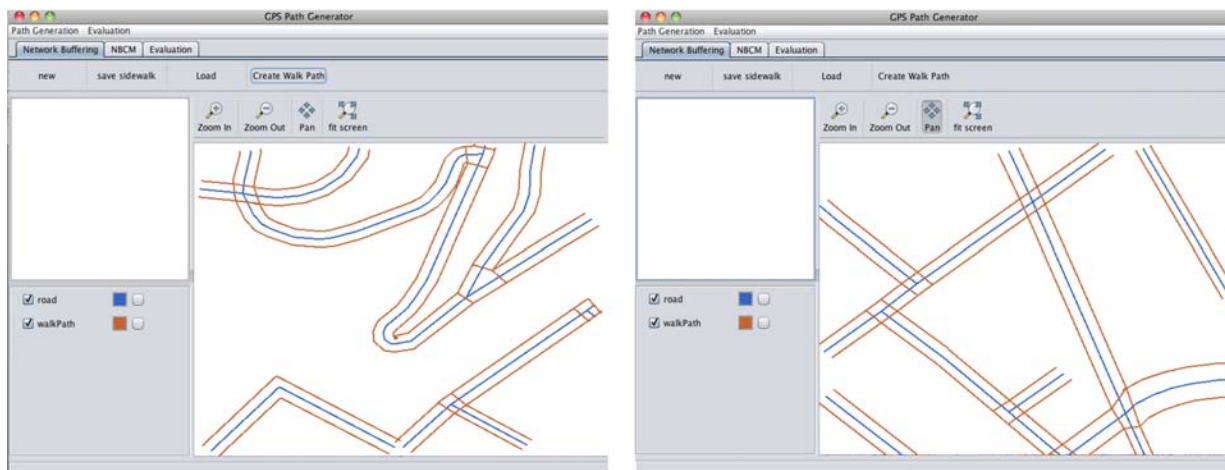 GPS Path Generator
Path Generation Evaluation
Network Buffering NBCM Evaluation
new save sidewalk Load Create Walk Path
Zoom In Zoom Out Pan fit screen
road
walkPath
GPS Path Generator
Path Generation Evaluation
Network Buffering NBCM Evaluation
new save sidewalk Load Create Walk Path
Zoom In Zoom Out Pan fit screen
road
walkPath